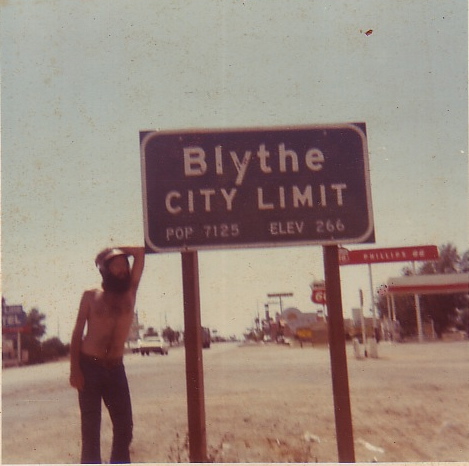 Blythe
CITY LIMIT
POP 7125 ELEV 266
PHILLIPS 66